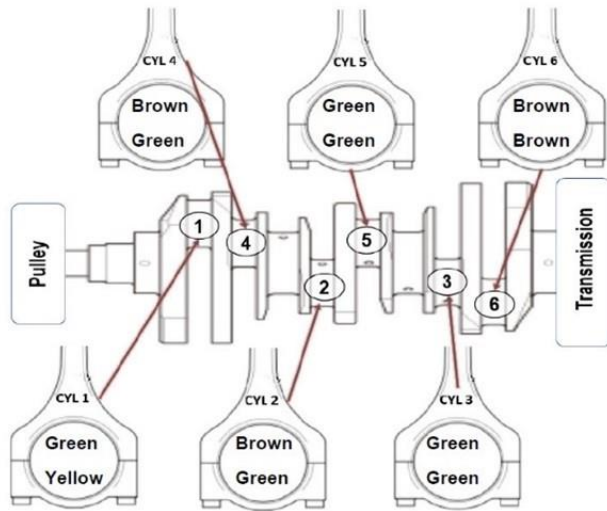 CYL 4
Brown
Green
CYL 5
Green
Green
CYL 6
Brown
Brown
Pulley
1
4
2
5
3
6
Transmission
CYL 1
Green
Yellow
CYL 2
Brown
Green
CYL 3
Green
Green